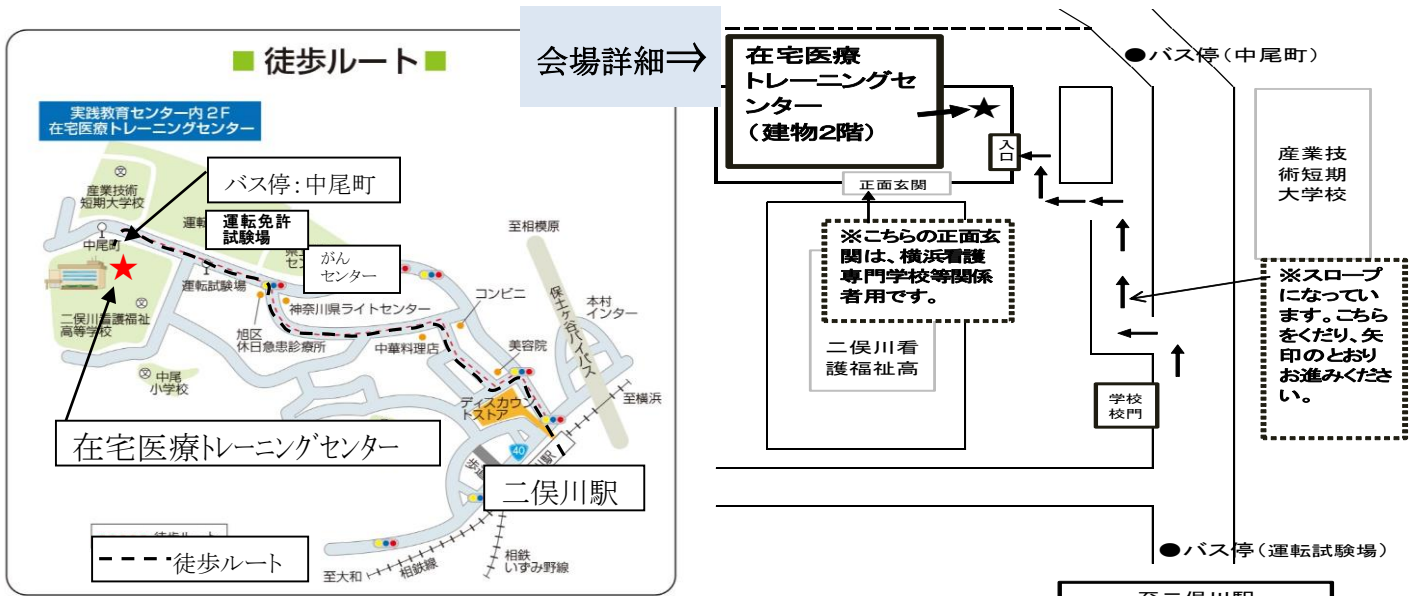 ■ 徒歩ルート ■
実践教育センター内2F
在宅医療トレーニングセンター
産業技術
短期大学校
バス停：中尾町
運転免許
試験場
がん
センター
中尾町
運転試験場
神奈川県ライトセンター
旭区
休日急患診療所
二俣川看護福祉
高等学校
中尾
小学校
中華料理店
コンビニ
美容院
至相模原
保土ヶ谷バイパス
本村
インター
至横浜
ディスカウン
トストア
40
在宅医療トレーニングセンター
二俣川駅
徒歩ルート
至大和
相鉄線
相鉄
いずみ野線
会場詳細⇒
在宅医療
トレーニングセ
ンター
（建物2階）
★
入口
正面玄関
●バス停（中尾町）
産業技
術短期
大学校
※こちらの正面玄
関は、横浜看護
専門学校等関係
者用です。
二俣川看
護福祉高
※スロープ
になってい
ます。こちら
をくだり、矢
印のとおり
お進みくださ
い。
学校
校門
●バス停（運転試験場）
至二俣川駅